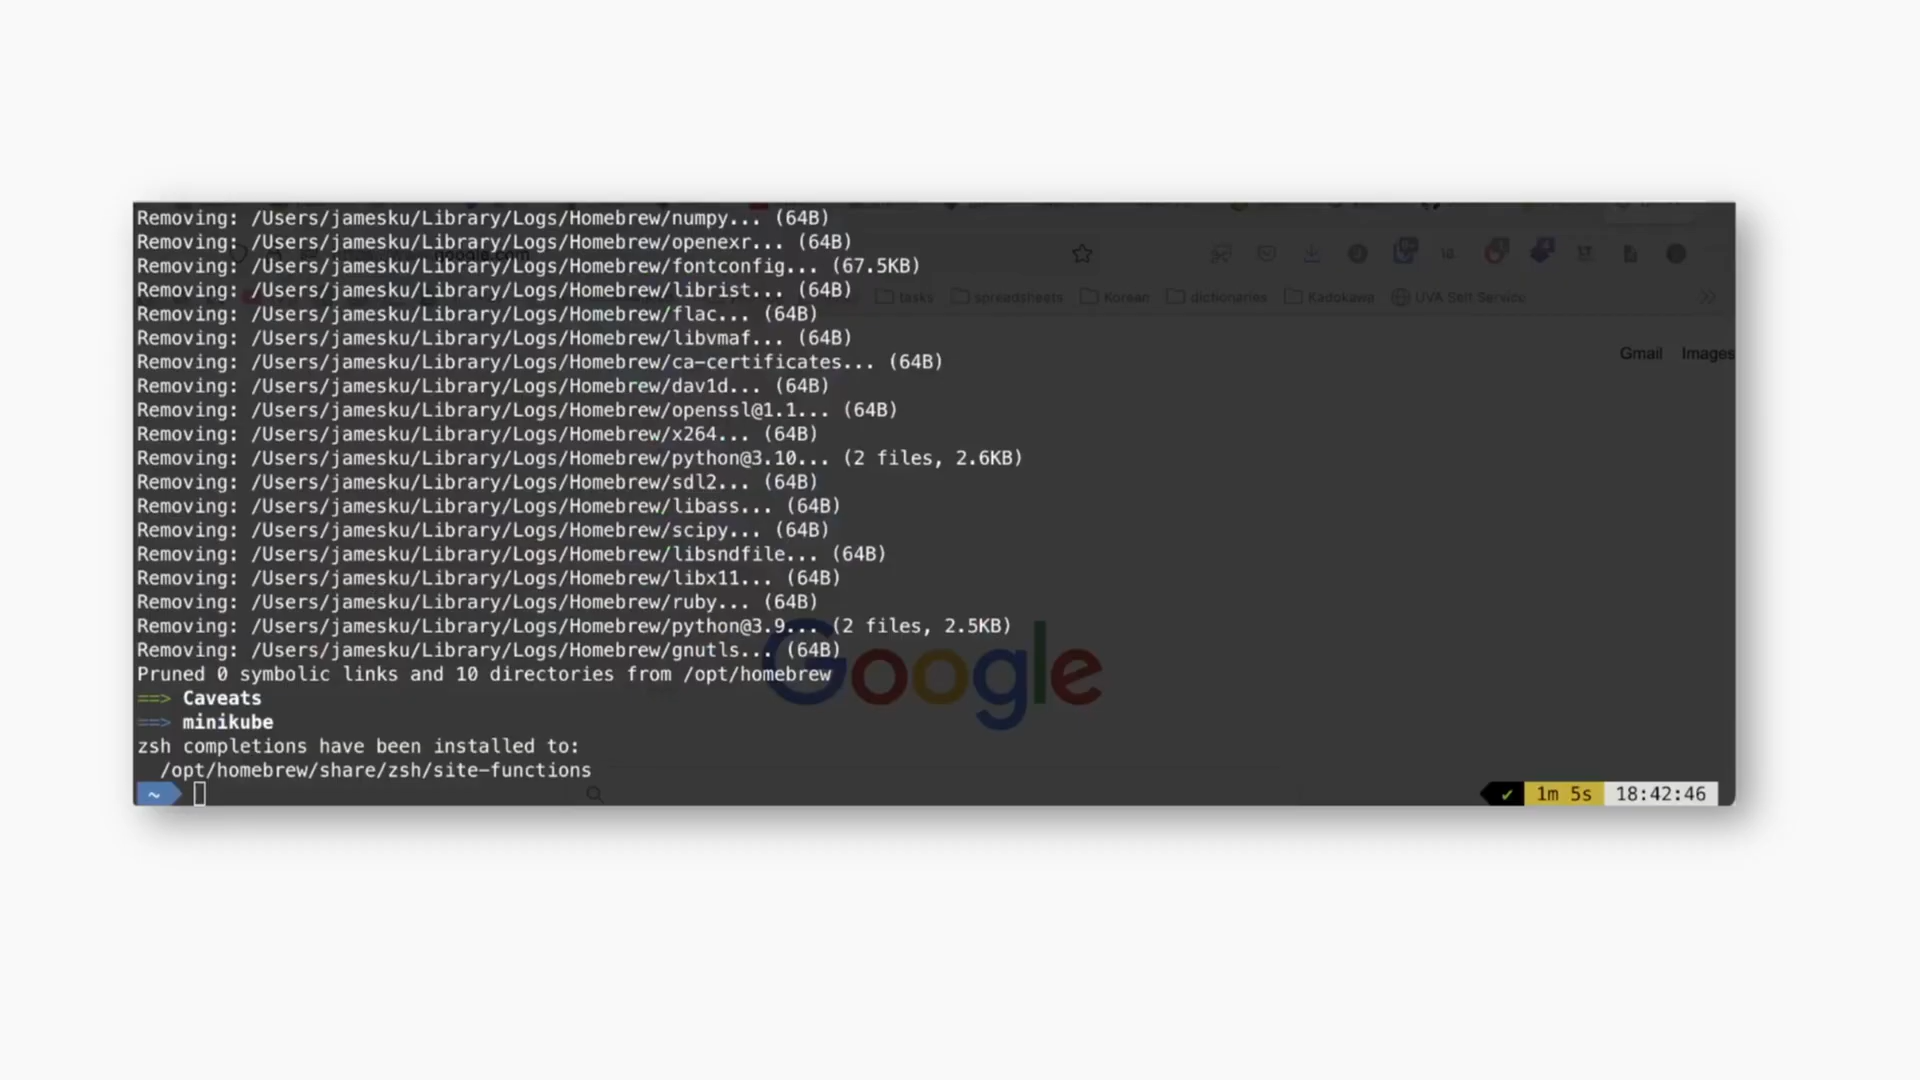 Removing: /Users/jamesku/Library/Logs/Homebrew/numpy... (64B)
Removing: /Users/jamesku/Library/Logs/Homebrew/openexr... (64B)
google.com
Removing: /Users/jamesku/Library/Logs/Homebrew/fontconfig... (67.5KB)
Removing: /Users/jamesku/Library/Logs/Homebrew/librist... (64B)
tasks spreadsheets Korean dictionaries Kadokawa UVA Self Service
Removing: /Users/jamesku/Library/Logs/Homebrew/flac... (64B)
Removing: /Users/jamesku/Library/Logs/Homebrew/libvmaf... (64B)
Gmail Images
Removing: /Users/jamesku/Library/Logs/Homebrew/ca-certificates... (64B)
Removing: /Users/jamesku/Library/Logs/Homebrew/dav1d... (64B)
Removing: /Users/jamesku/Library/Logs/Homebrew/openssl@1.1... (64B)
Removing: /Users/jamesku/Library/Logs/Homebrew/x264... (64B)
Removing: /Users/jamesku/Library/Logs/Homebrew/python@3.10... (2 files, 2.6KB)
Removing: /Users/jamesku/Library/Logs/Homebrew/sdl2... (64B)
Removing: /Users/jamesku/Library/Logs/Homebrew/libass... (64B)
Removing: /Users/jamesku/Library/Logs/Homebrew/scipy... (64B)
Removing: /Users/jamesku/Library/Logs/Homebrew/libsndfile... (64B)
Removing: /Users/jamesku/Library/Logs/Homebrew/libx11... (64B)
Removing: /Users/jamesku/Library/Logs/Homebrew/ruby... (64B)
Removing: /Users/jamesku/Library/Logs/Homebrew/python@3.9... (2 files, 2.5KB)
Removing: /Users/jamesku/Library/Logs/Homebrew/gnutls... (64B)
Google
Pruned 0 symbolic links and 10 directories from /opt/homebrew
==> Caveats
==> minikube
zsh completions have been installed to:
/opt/homebrew/share/zsh/site-functions
~ ✔ 1m 5s 18:42:46